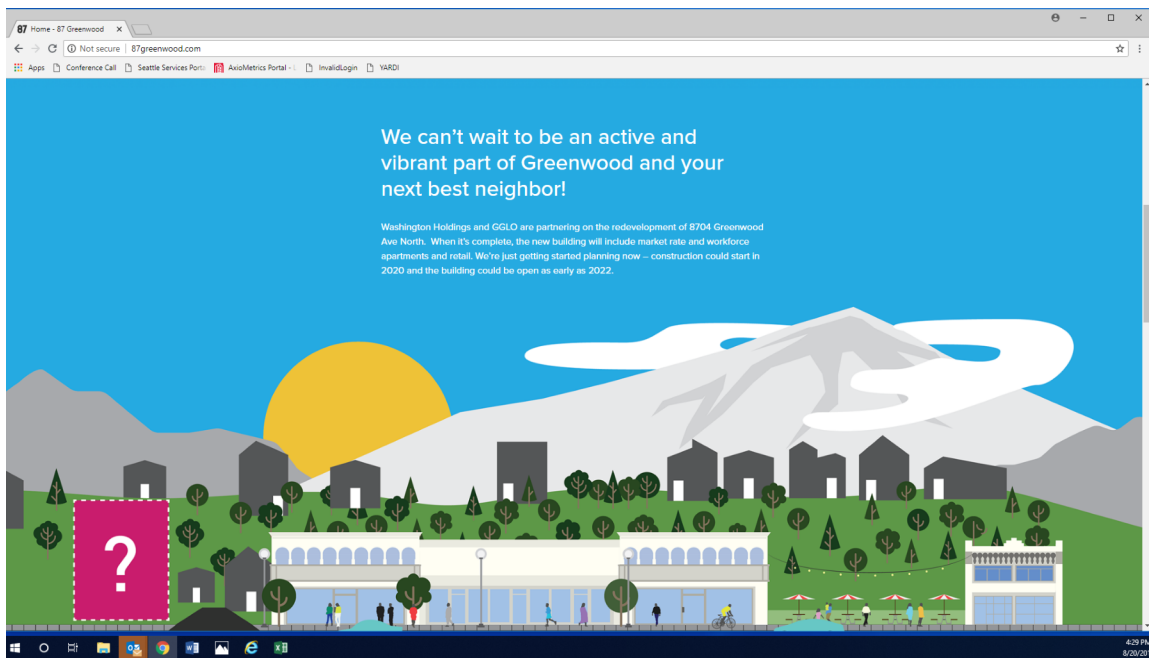 87 Home - 87 Greenwood
Not secure | 87greenwood.com
Apps Conference Call Seattle Services Porta AxioMetrics Portal - L InvalidLogin YARDI
We can't wait to be an active and
vibrant part of Greenwood and your
next best neighbor!
Washington Holdings and GGLO are partnering on the redevelopment of 8704 Greenwood
Ave North. When it's complete, the new building will include market rate and workforce
apartments and retail. We're just getting started planning now – construction could start in
2020 and the building could be open as early as 2022.
?
4:29 PM
8/20/201